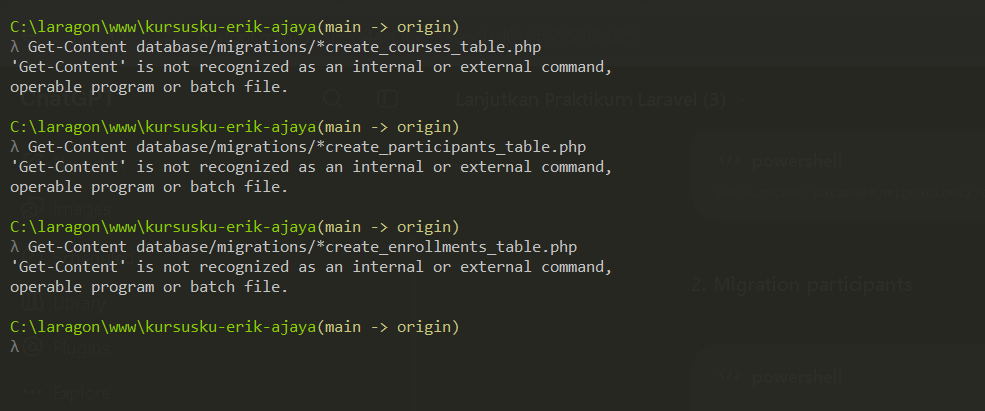 C:\laragon\www\kursusku-erik-ajaya(main -> origin)
λ Get-Content database/migrations/*create_courses_table.php
'Get-Content' is not recognized as an internal or external command,
operable program or batch file.
ChatGPT
Lanjutkan Praktikum Laravel (3)
C:\laragon\www\kursusku-erik-ajaya(main -> origin)
λ Get-Content database/migrations/*create_participants_table.php
'Get-Content' is not recognized as an internal or external command,
operable program or batch file.
powershell
Images
C:\laragon\www\kursusku-erik-ajaya(main -> origin)
λ Get-Content database/migrations/*create_enrollments_table.php
'Get-Content' is not recognized as an internal or external command,
operable program or batch file.
2. Migration participants
Library
C:\laragon\www\kursusku-erik-ajaya(main -> origin)
λ
Plugins
powershell
Explore